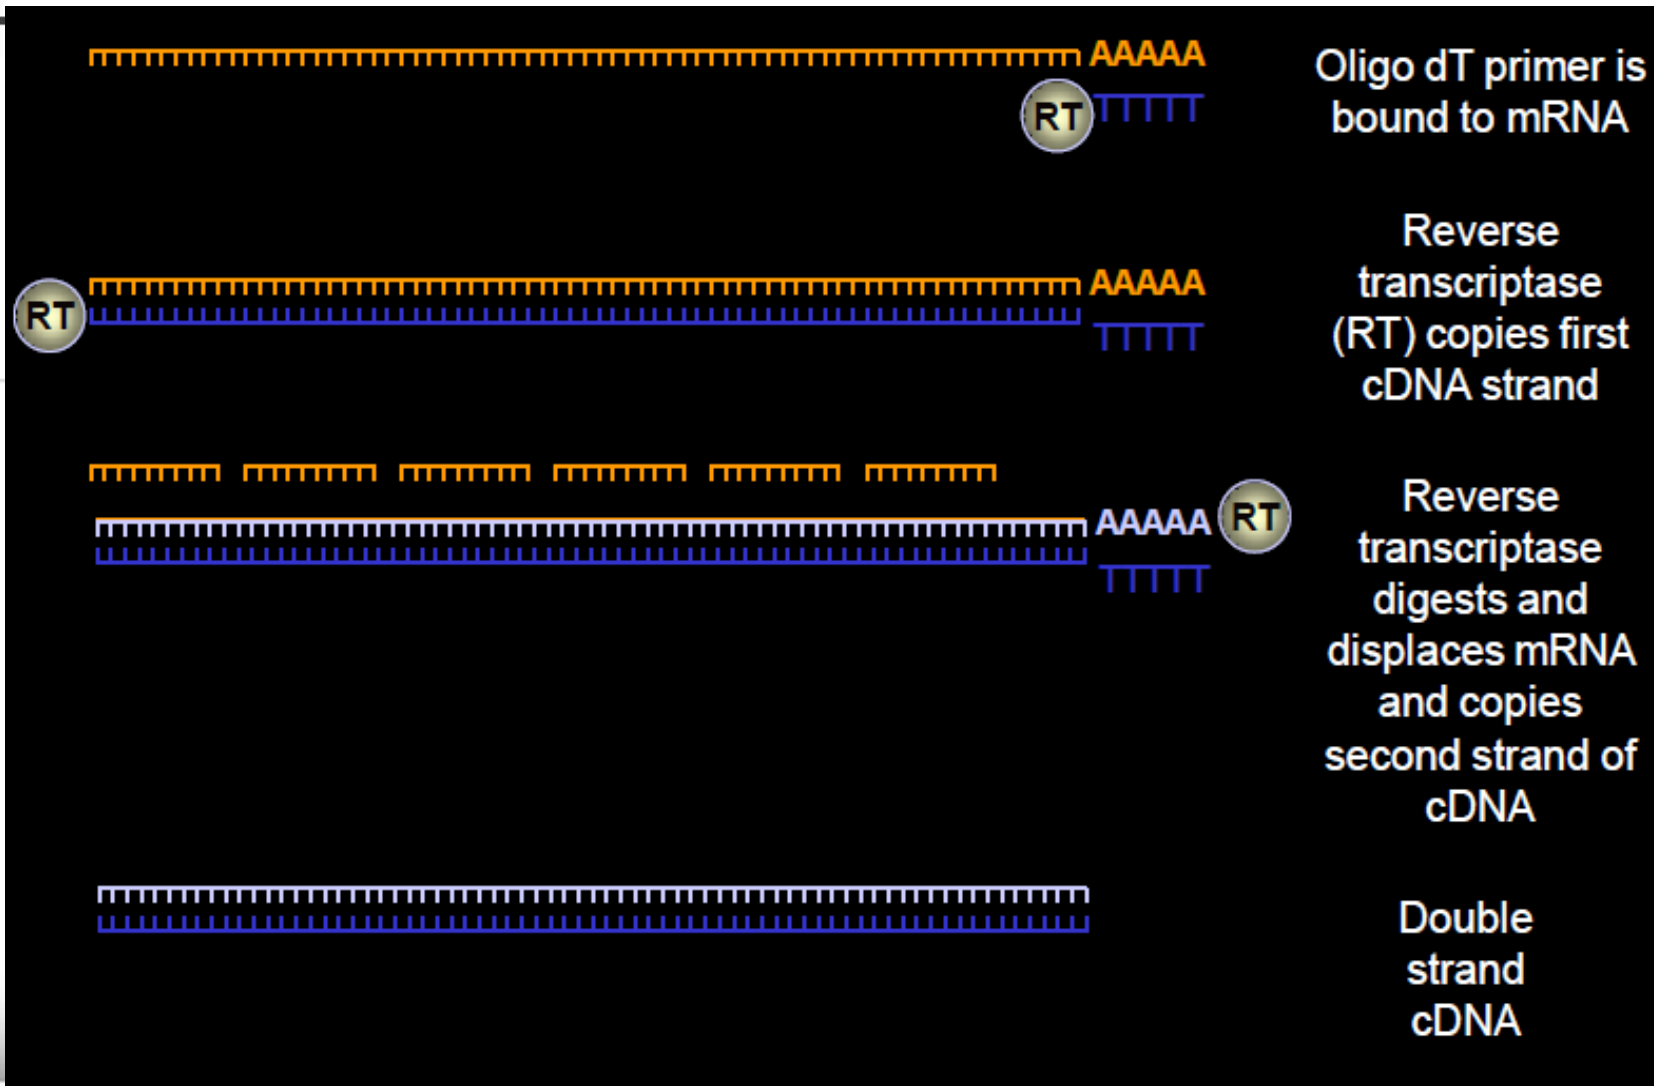 AAAAA
Oligo dT primer is
bound to mRNA
RT
TTTTT
Reverse
transcriptase
(RT) copies first
cDNA strand
AAAAA
RT
TTTTT
Reverse
transcriptase
digests and
displaces mRNA
and copies
second strand of
cDNA
AAAAA
RT
TTTTT
Double
strand
cDNA